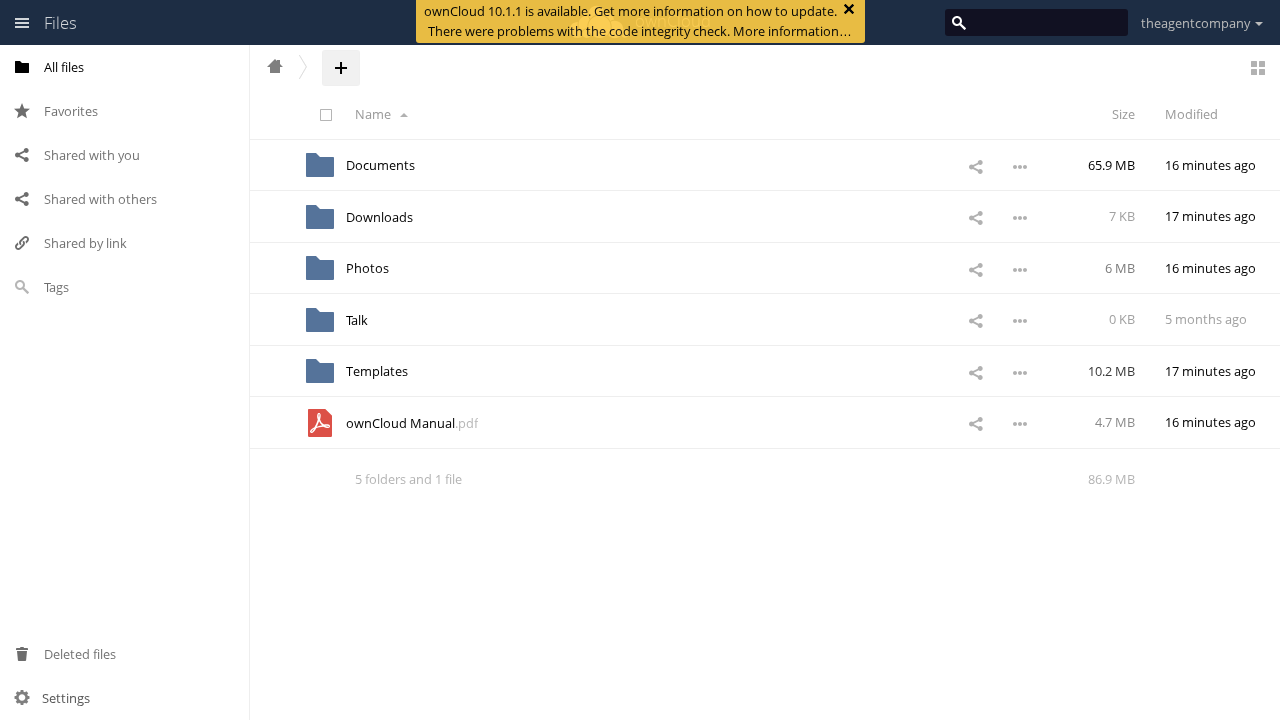 Files
ownCloud 10.1.1 is available. Get more information on how to update.
There were problems with the code integrity check. More information…
theagentcompany
All files
Favorites
Shared with you
Shared with others
Shared by link
Tags
Deleted files
Settings
Name
Size
Modified
Documents
65.9 MB
16 minutes ago
Downloads
7 KB
17 minutes ago
Photos
6 MB
16 minutes ago
Talk
0 KB
5 months ago
Templates
10.2 MB
17 minutes ago
ownCloud Manual.pdf
4.7 MB
16 minutes ago
5 folders and 1 file
86.9 MB